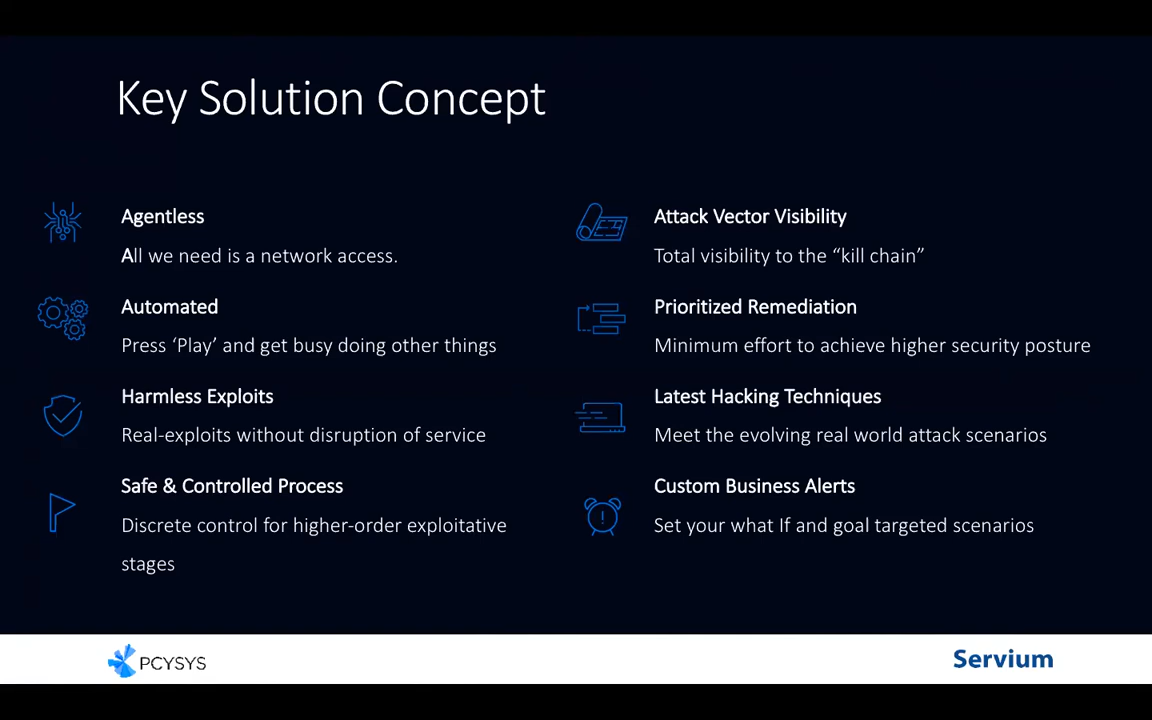 Key Solution Concept
Agentless
All we need is a network access.
Automated
Press ‘Play’ and get busy doing other things
Harmless Exploits
Real-exploits without disruption of service
Safe & Controlled Process
Discrete control for higher-order exploitative
stages
Attack Vector Visibility
Total visibility to the “kill chain”
Prioritized Remediation
Minimum effort to achieve higher security posture
Latest Hacking Techniques
Meet the evolving real world attack scenarios
Custom Business Alerts
Set your what If and goal targeted scenarios
PCYSYS
Servium